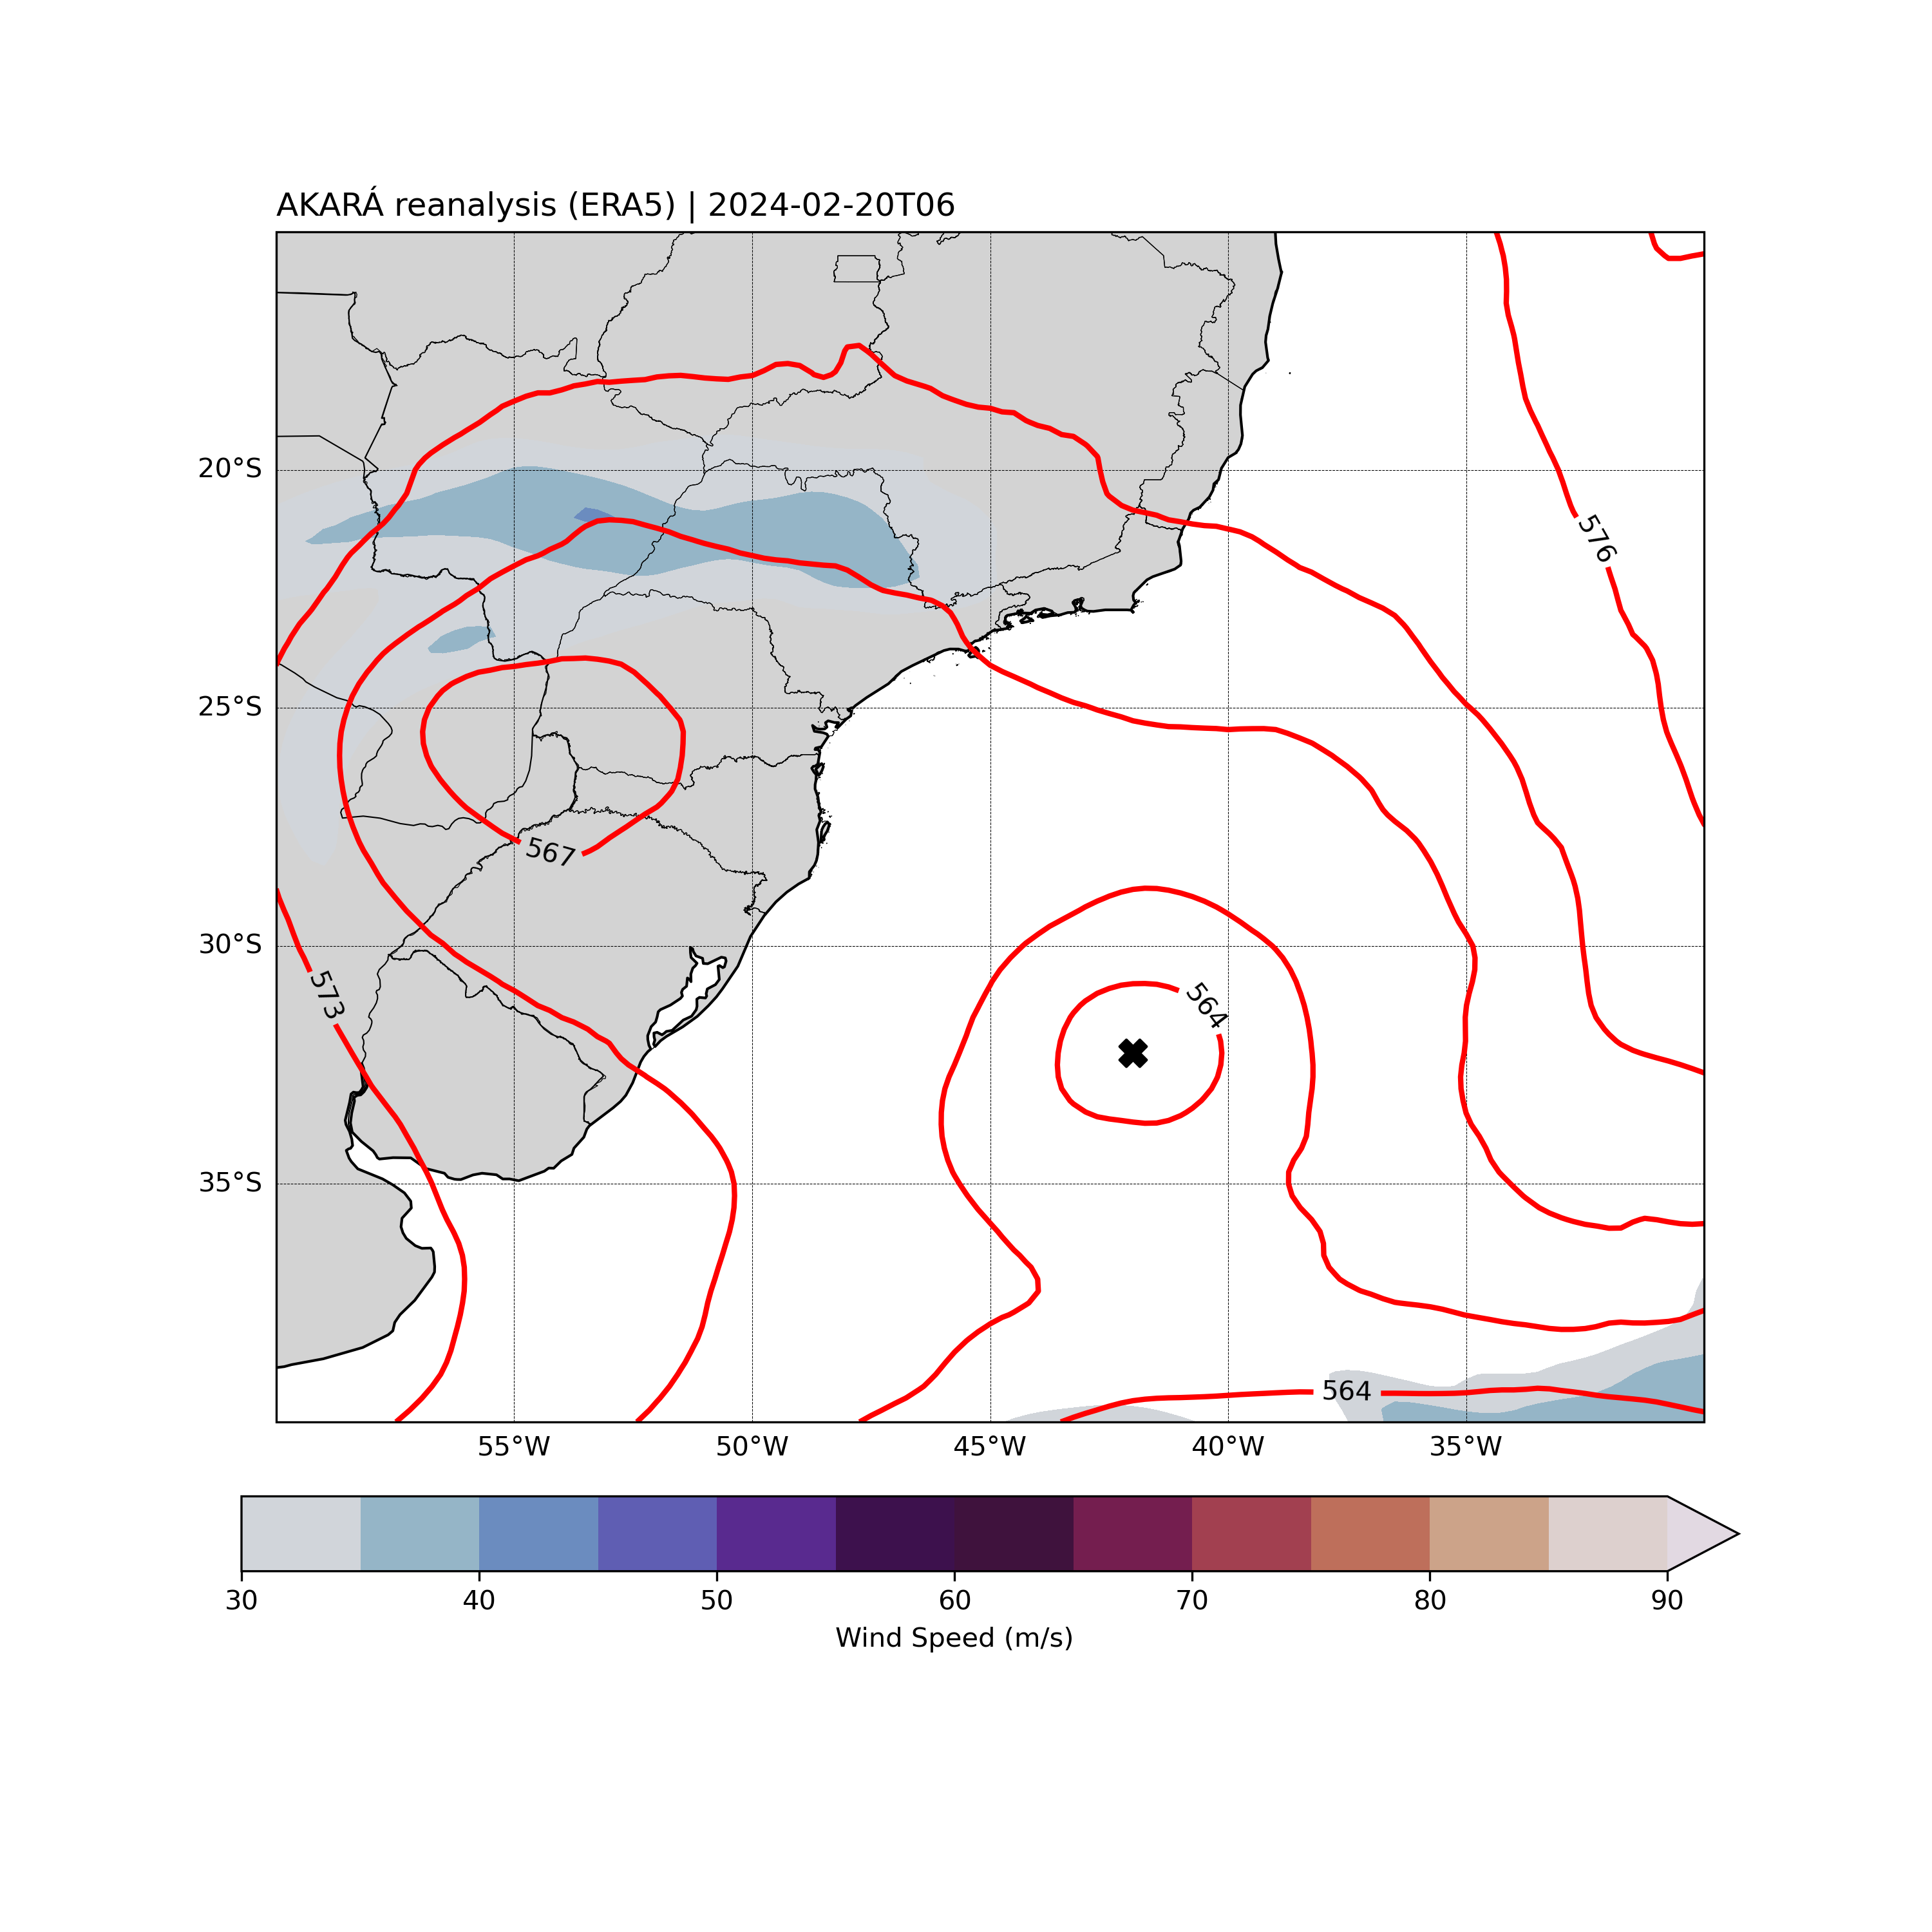 AKARÁ reanalysis (ERA5) | 2024-02-20T06
576
20°S
25°S
567
30°S
573
564
35°S
564
55°W 50°W 45°W 40°W 35°W
30 40 50 60 70 80 90
Wind Speed (m/s)